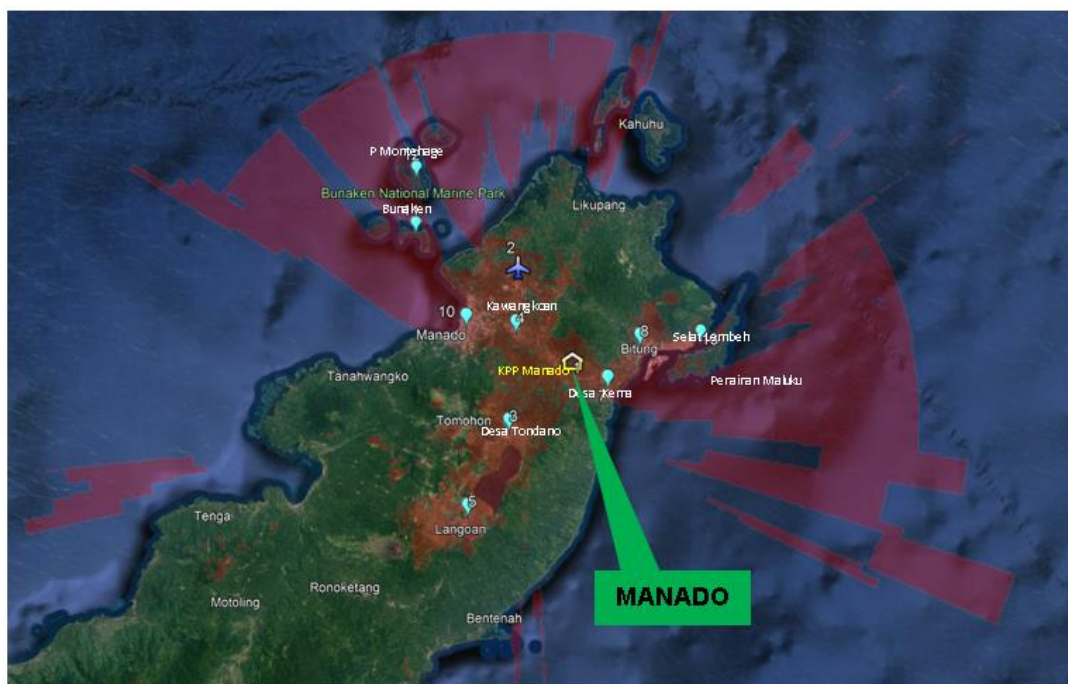 Kahuhu
P Montehage
12
Bunaken National Marine Park
Likupang
Bunaken
2
Kawangkoan
10
4
Manado
8
Selat Lembeh
Bitung
KPP Manado
Tanahwangko
Perairan Maluku
Desa Kema
3
Tomohon
Desa Tondano
5
Langoan
Tenga
Ronoketang
MANADO
Motoling
Bentenah